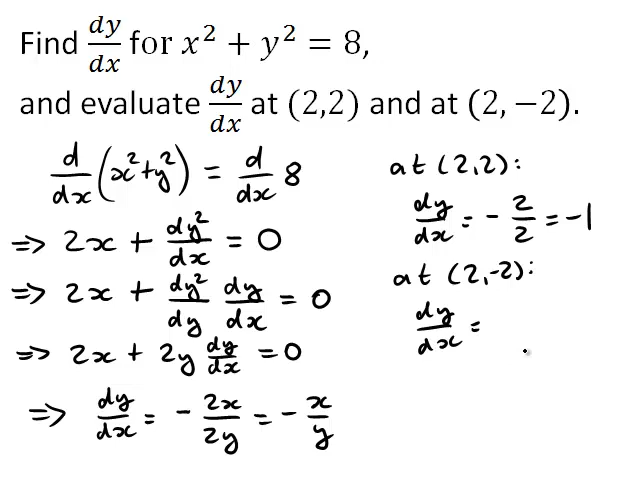 Find dy/dx for x² + y² = 8,
and evaluate dy/dx at (2,2) and at (2, −2).
d/dx (x²+y²) = d/dx 8
=> 2x + dy²/dx = 0
=> 2x + dy²/dy dy/dx = 0
=> 2x + 2y dy/dx = 0
=> dy/dx = - 2x/2y = - x/y
at (2,2):
dy/dx = - 2/2 = -1
at (2,-2):
dy/dx =